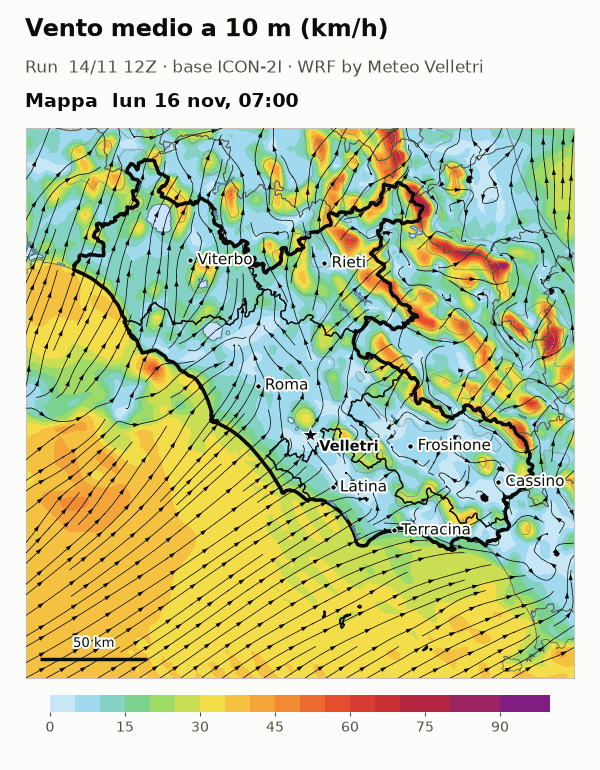 Vento medio a 10 m (km/h)
Run 14/11 12Z · base ICON-2I · WRF by Meteo Velletri
Mappa lun 16 nov, 07:00
Viterbo
Rieti
Roma
Velletri
Frosinone
Cassino
Latina
Terracina
50 km
0 15 30 45 60 75 90